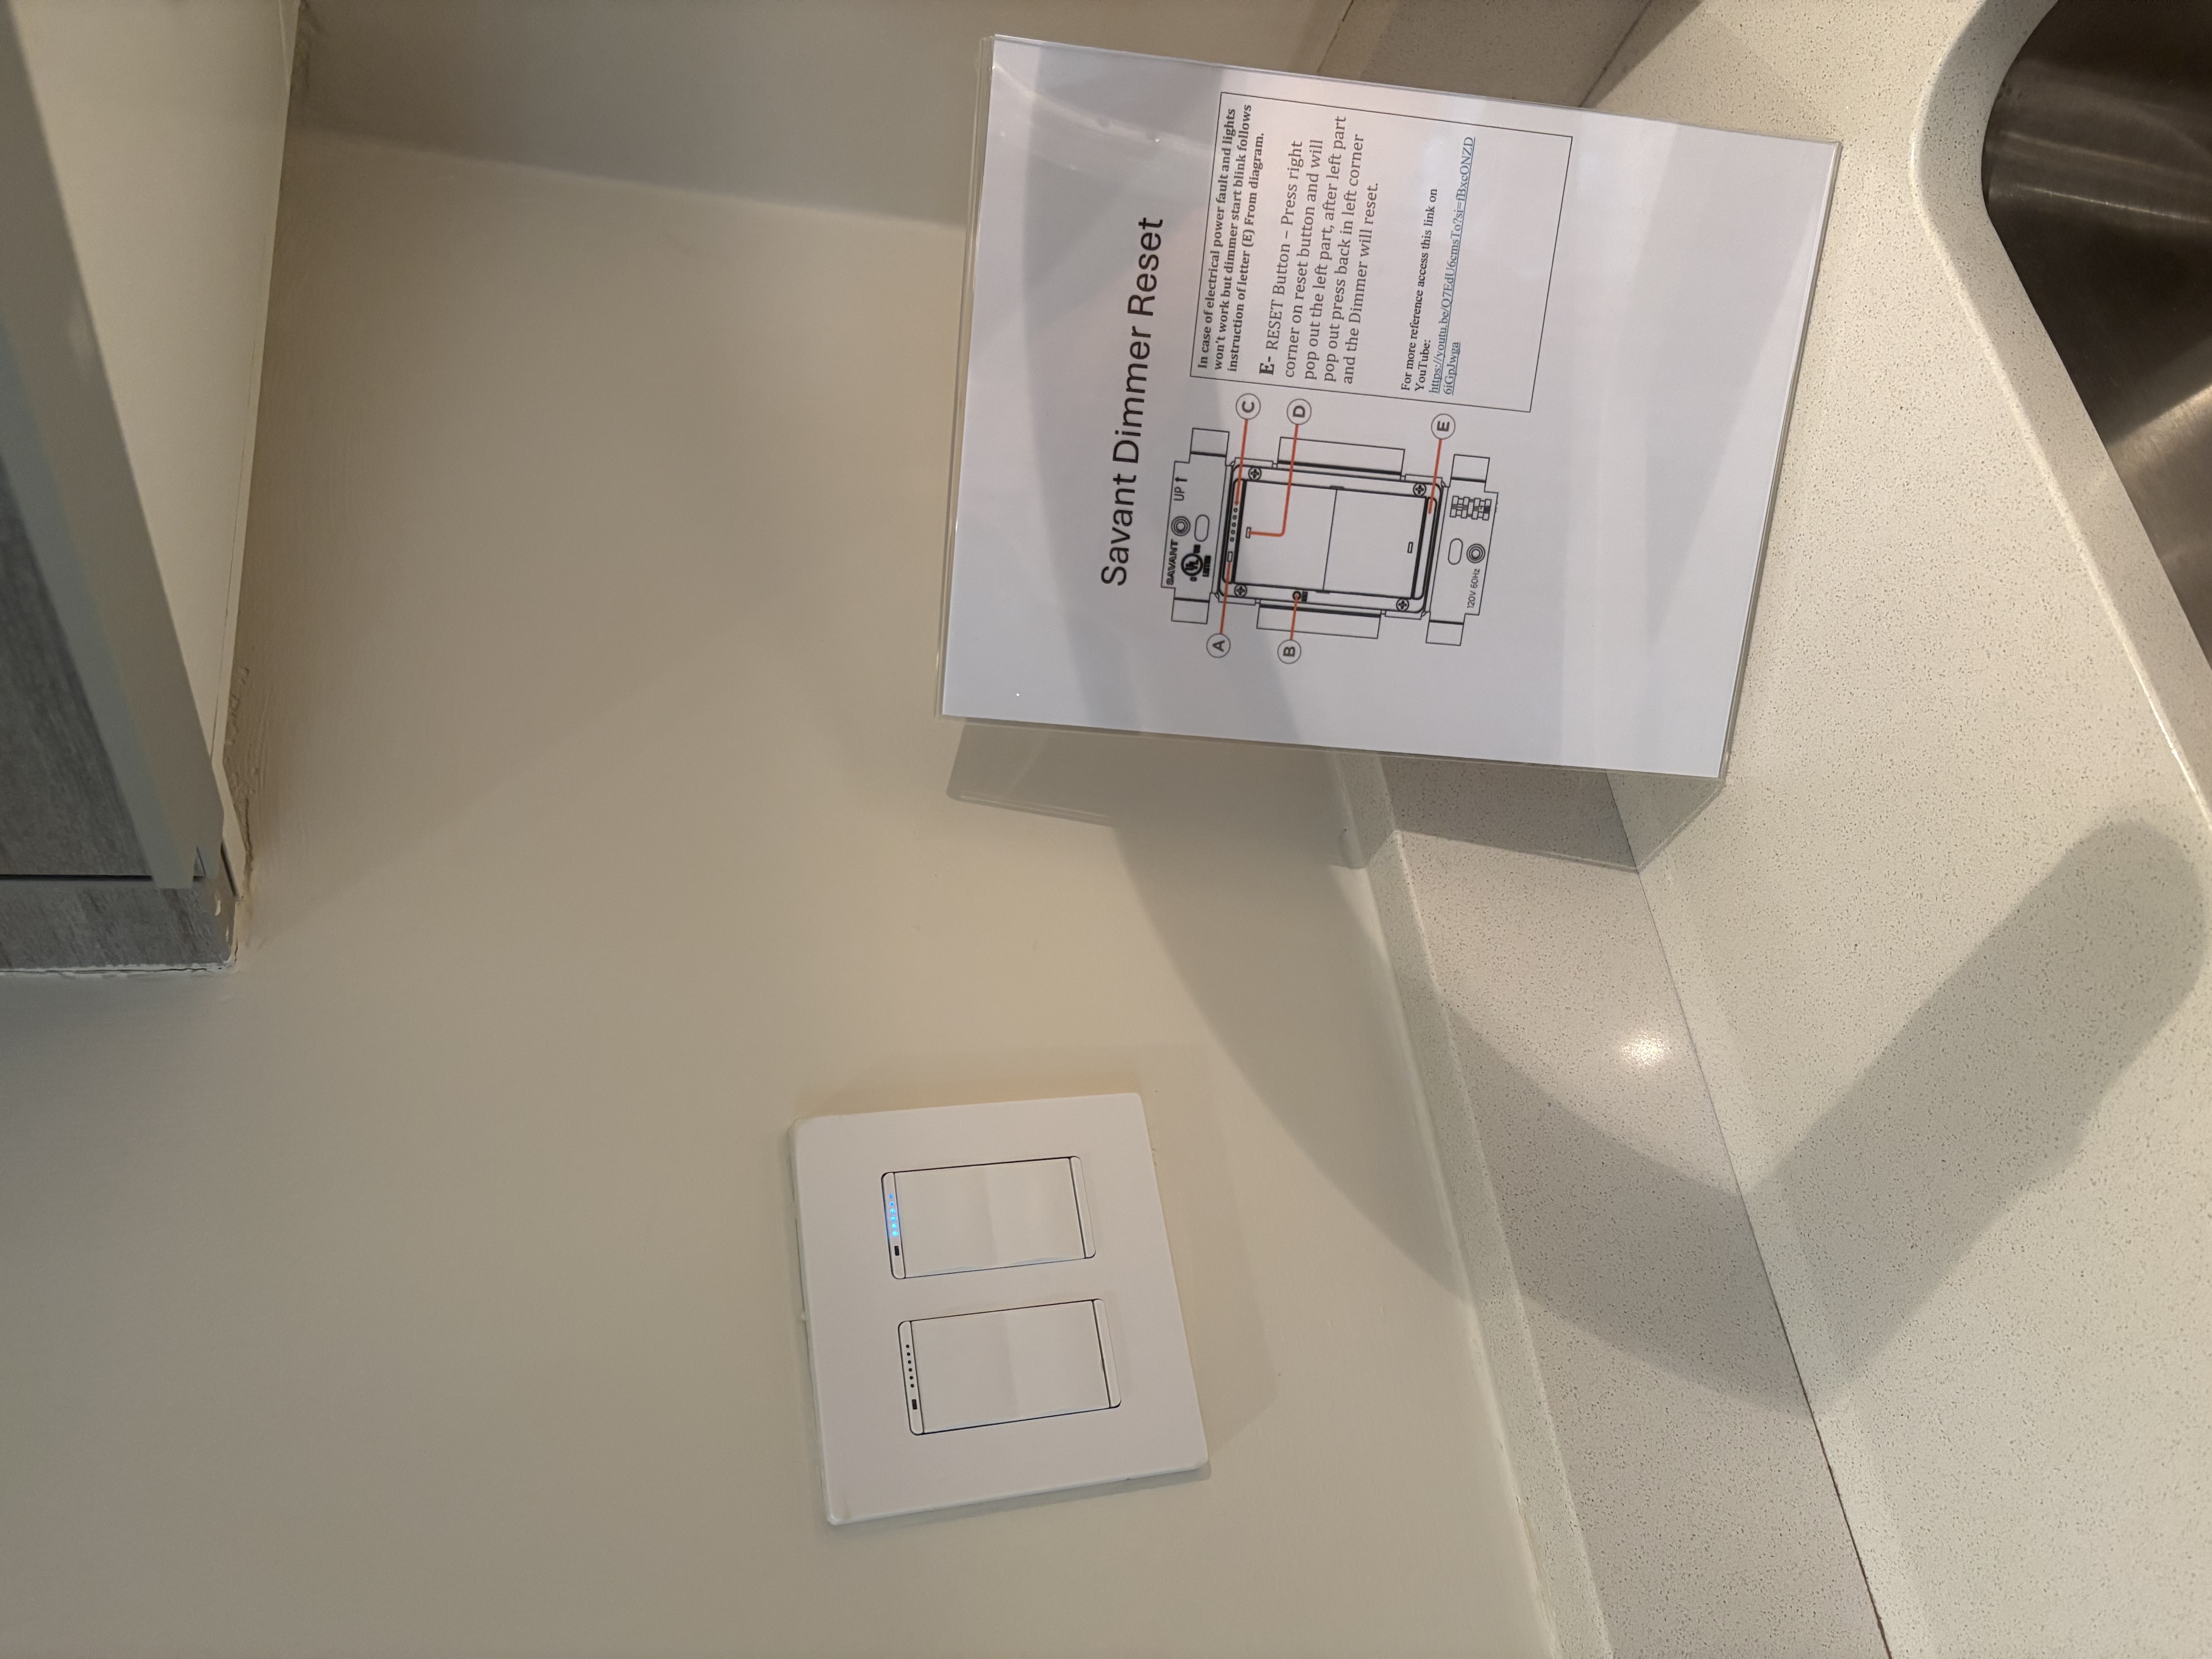 Savant Dimmer Reset
SAVANT
UP
UL
LISTED
A
B
C
D
E
120V 60Hz
In case of electrical power fault and lights
won't work but dimmer start blink follows
instruction of letter (E) From diagram.
E- RESET Button – Press right
corner on reset button and will
pop out the left part, after left part
pop out press back in left corner
and the Dimmer will reset.
For more reference access this link on
YouTube:
https://youtu.be/Q7EdU6cmsTo?si=fBxcONZD
6iGpJwga